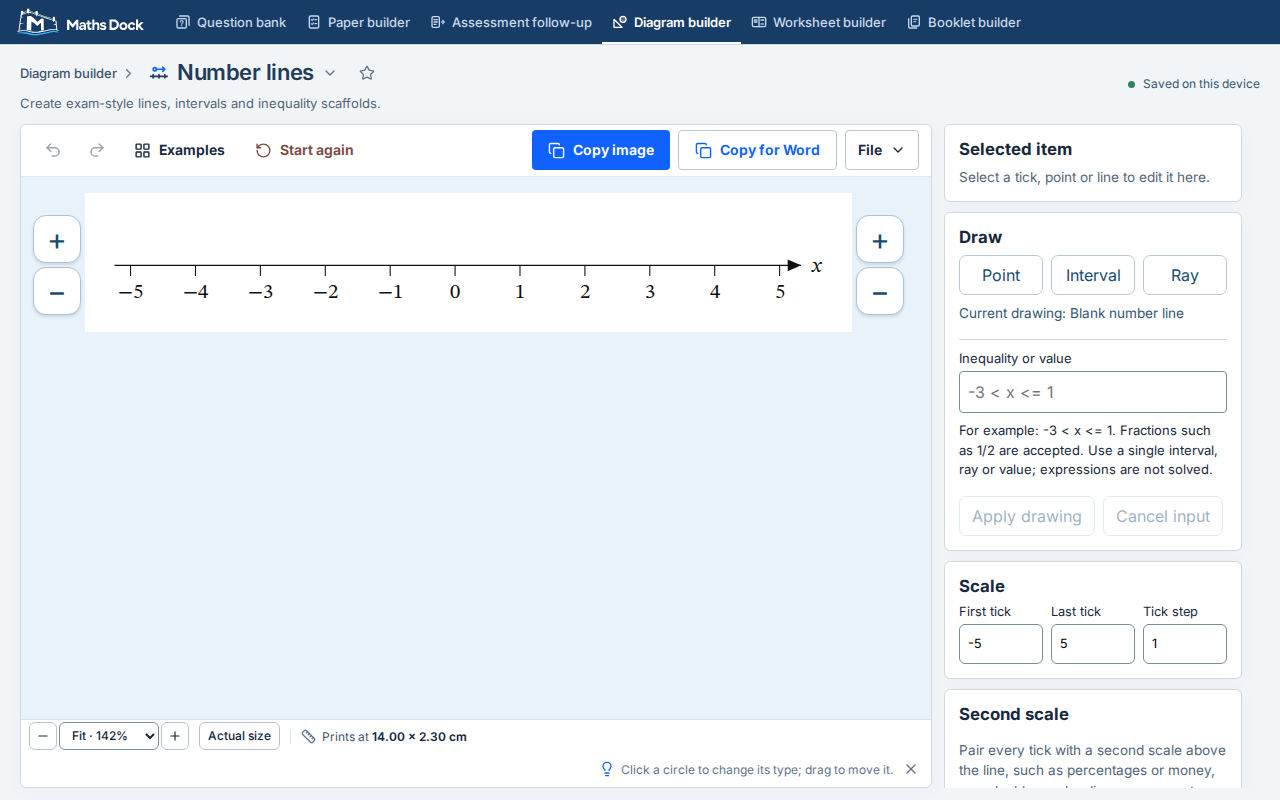 Maths Dock
Question bank
Paper builder
Assessment follow-up
Diagram builder
Worksheet builder
Booklet builder
Diagram builder
Number lines
Saved on this device
Create exam-style lines, intervals and inequality scaffolds.
Examples
Start again
Copy image
Copy for Word
File
+
−
x
−5 −4 −3 −2 −1 0 1 2 3 4 5
+
−
Fit · 142%
+
Actual size
Prints at 14.00 × 2.30 cm
Click a circle to change its type; drag to move it.
Selected item
Select a tick, point or line to edit it here.
Draw
Point Interval Ray
Current drawing: Blank number line
Inequality or value
-3 < x <= 1
For example: -3 < x <= 1. Fractions such
as 1/2 are accepted. Use a single interval,
ray or value; expressions are not solved.
Apply drawing Cancel input
Scale
First tick Last tick Tick step
-5 5 1
Second scale
Pair every tick with a second scale above
the line, such as percentages or money,